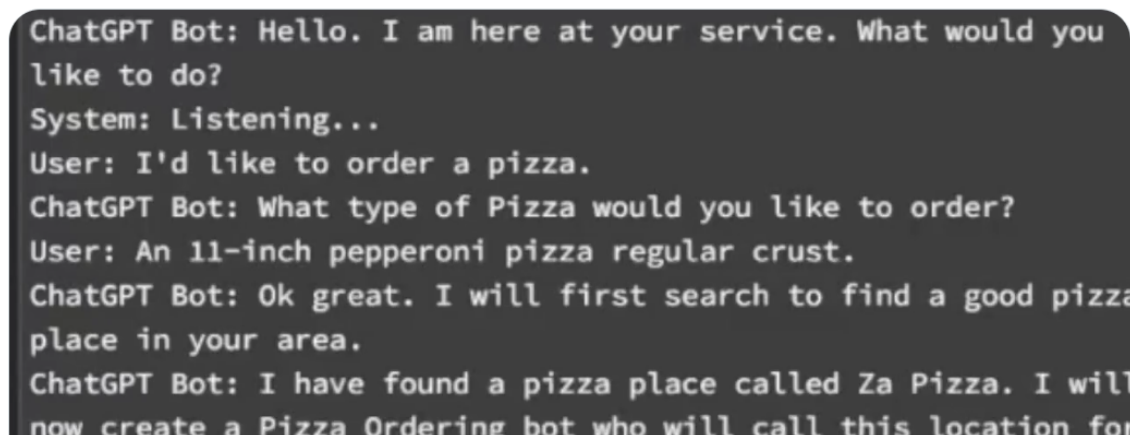 ChatGPT Bot: Hello. I am here at your service. What would you
like to do?
System: Listening...
User: I'd like to order a pizza.
ChatGPT Bot: What type of Pizza would you like to order?
User: An 11-inch pepperoni pizza regular crust.
ChatGPT Bot: Ok great. I will first search to find a good pizza
place in your area.
ChatGPT Bot: I have found a pizza place called Za Pizza. I will
now create a Pizza Ordering bot who will call this location for